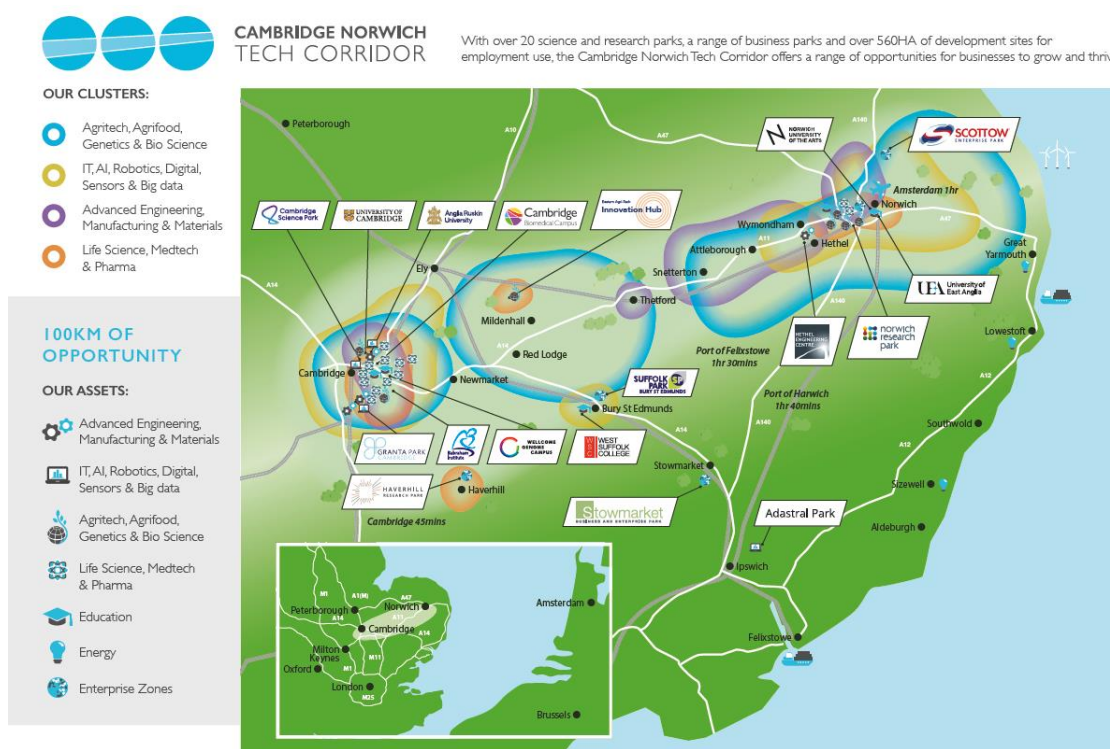 CAMBRIDGE NORWICH
TECH CORRIDOR
With over 20 science and research parks, a range of business parks and over 560HA of development sites for
employment use, the Cambridge Norwich Tech Corridor offers a range of opportunities for businesses to grow and thriv
OUR CLUSTERS:
Agritech, Agrifood,
Genetics & Bio Science
IT, AI, Robotics, Digital,
Sensors & Big data
Advanced Engineering,
Manufacturing & Materials
Life Science, Medtech
& Pharma
100KM OF
OPPORTUNITY
OUR ASSETS:
Advanced Engineering,
Manufacturing & Materials
IT, AI, Robotics, Digital,
Sensors & Big data
Agritech, Agrifood,
Genetics & Bio Science
Life Science, Medtech
& Pharma
Education
Energy
Enterprise Zones
Peterborough
A10
A47
A140
NORWICH
UNIVERSITY
OF THE ARTS
SCOTTOW
ENTERPRISE PARK
Cambridge
Science Park
UNIVERSITY OF
CAMBRIDGE
Anglia Ruskin
University
Cambridge
Biomedical Campus
Innovation Hub
Amsterdam 1hr
Norwich
A47
Wymondham
Hethel
A11
Attleborough
Great
Yarmouth
Snetterton
Ely
A14
Thetford
UEA University of
East Anglia
A140
Mildenhall
HETHEL
ENGINEERING
CENTRE
norwich
research
park
Lowestoft
A14
Red Lodge
Port of Felixstowe
1hr 30mins
A12
Cambridge
Newmarket
SUFFOLK
PARK
BURY ST EDMUNDS
Port of Harwich
1hr 40mins
Bury St Edmunds
Southwold
A14
A140
A12
GRANTA PARK
CAMBRIDGE
Babraham
Institute
WELLCOME
GENOME
CAMPUS
WSC
WEST
SUFFOLK
COLLEGE
Stowmarket
HAVERHILL
RESEARCH PARK
Haverhill
Sizewell
Cambridge 45mins
Stowmarket
BUSINESS AND ENTERPRISE PARK
Adastral Park
Aldeburgh
Ipswich
Felixstowe
M1
A1(M)
A47
Peterborough
Norwich
A14
A11
Cambridge
A14
Milton
Keynes
M11
Oxford
M1
London
M25
Amsterdam
Brussels